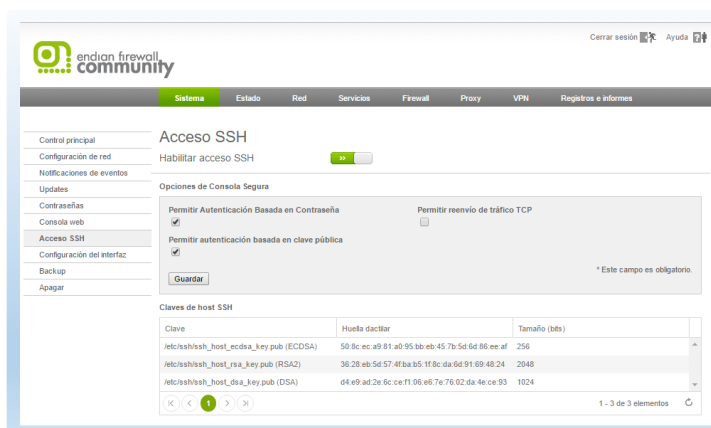 Cerrar sesión Ayuda
endian firewall
community
Sistema Estado Red Servicios Firewall Proxy VPN Registros e informes
Control principal
Configuración de red
Notificaciones de eventos
Updates
Contraseñas
Consola web
Acceso SSH
Configuración del interfaz
Backup
Apagar
Acceso SSH
Habilitar acceso SSH
Opciones de Consola Segura
Permitir Autenticación Basada en Contraseña Permitir reenvío de tráfico TCP
Permitir autenticación basada en clave pública
* Este campo es obligatorio.
Guardar
Claves de host SSH
Clave Huella dactilar Tamaño (bits)
/etc/ssh/ssh_host_ecdsa_key.pub (ECDSA) 50:8c:ec:a9:81:a0:95:bb:eb:45:7b:5d:6d:86:ee:af 256
/etc/ssh/ssh_host_rsa_key.pub (RSA2) 36:28:eb:5d:57:4f:ba:b5:1f:8c:da:6d:91:69:48:24 2048
/etc/ssh/ssh_host_dsa_key.pub (DSA) d4:e9:ad:2e:6c:ce:f1:06:e6:7e:76:02:da:4e:ce:93 1024
1
1 - 3 de 3 elementos